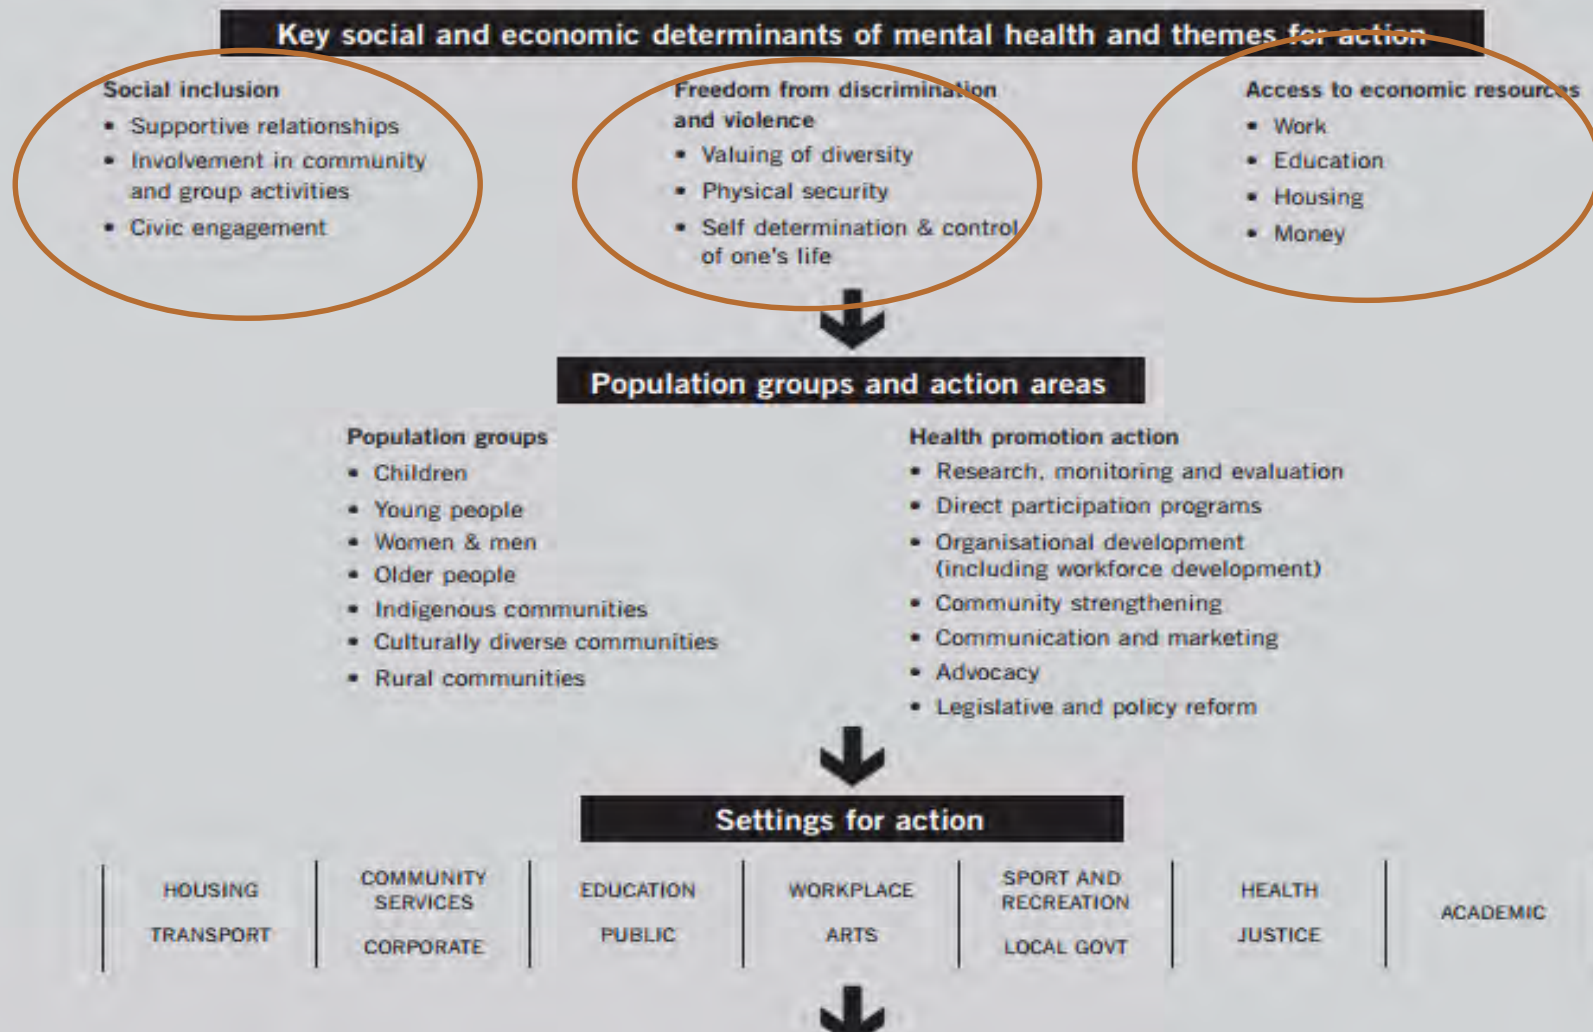 Key social and economic determinants of mental health and themes for action
Social inclusion
• Supportive relationships
• Involvement in community
and group activities
• Civic engagement
Freedom from discrimination
and violence
• Valuing of diversity
• Physical security
• Self determination & control
of one's life
Access to economic resources
• Work
• Education
• Housing
• Money
Population groups and action areas
Population groups
• Children
• Young people
• Women & men
• Older people
• Indigenous communities
• Culturally diverse communities
• Rural communities
Health promotion action
• Research, monitoring and evaluation
• Direct participation programs
• Organisational development
(including workforce development)
• Community strengthening
• Communication and marketing
• Advocacy
• Legislative and policy reform
Settings for action
HOUSING
TRANSPORT
COMMUNITY
SERVICES
CORPORATE
EDUCATION
PUBLIC
WORKPLACE
ARTS
SPORT AND
RECREATION
LOCAL GOVT
HEALTH
JUSTICE
ACADEMIC